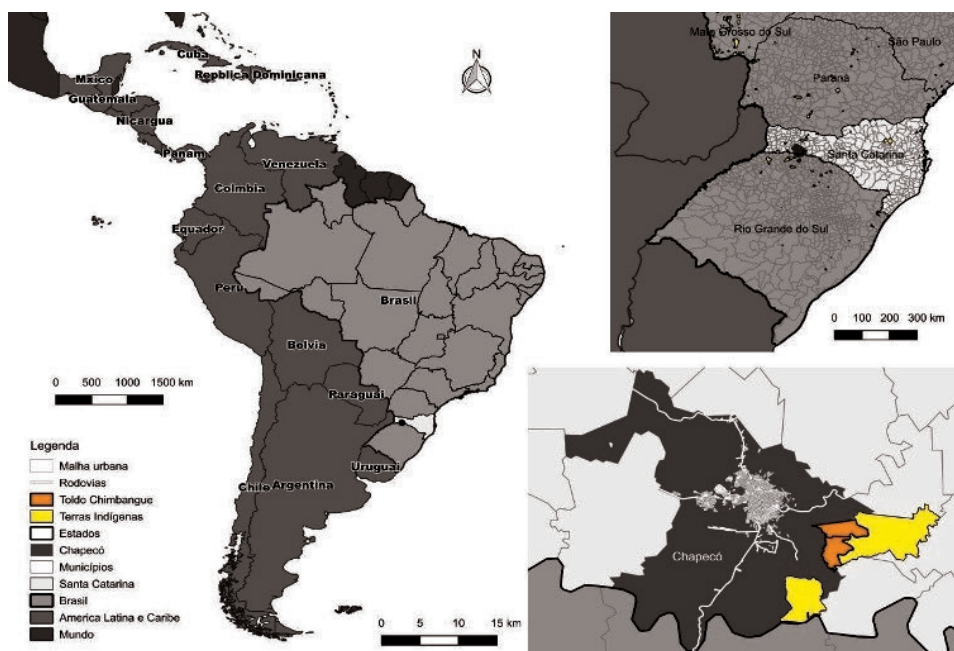 Cuba
Repblica Dominicana
Mxico
Guatemala
Nicargua
Panam
Venezuela
Colmbia
Equador
Peru
Brasil
Belvia
Paraguai
Uruguai
Chile
Argentina
N
0 500 1000 1500 km
Legenda
Malha urbana
Rodovias
Toldo Chimbangue
Terras Indígenas
Estados
Chapecó
Municípios
Santa Catarina
Brasil
America Latina e Caribe
Mundo
0 5 10 15 km
Mato Grosso do Sul
São Paulo
Paraná
Santa Catarina
Rio Grande do Sul
0 100 200 300 km
Chapecó